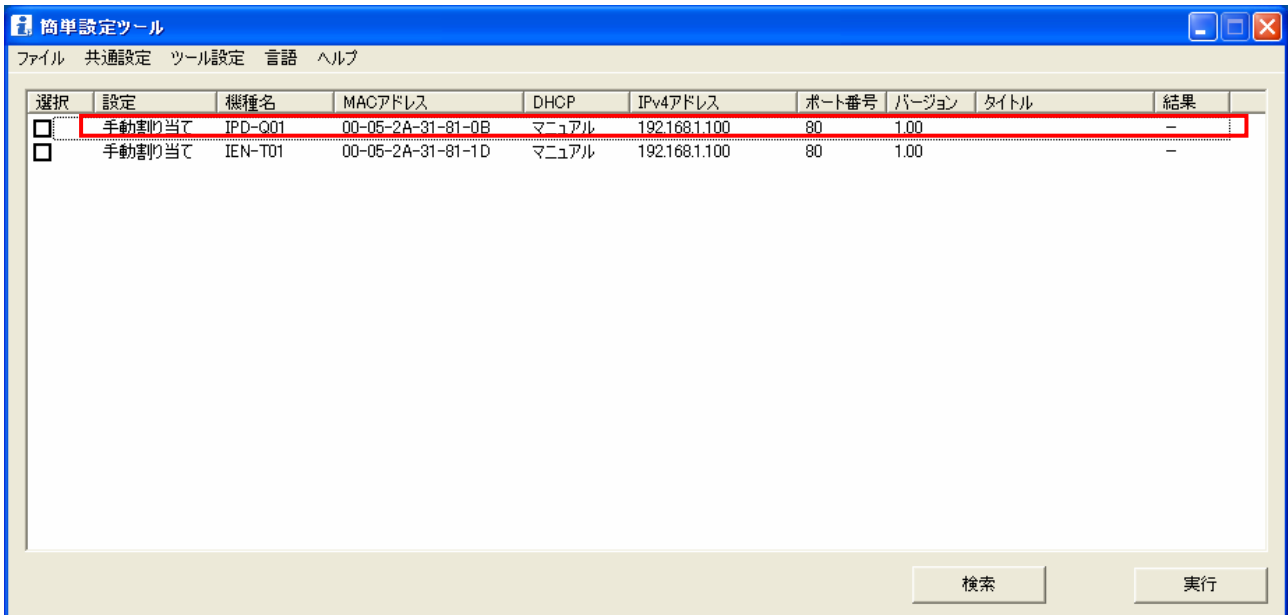 簡単設定ツール
ファイル 共通設定 ツール設定 言語 ヘルプ
選択 設定 機種名 MACアドレス DHCP IPv4アドレス ポート番号 バージョン タイトル 結果
手動割り当て IPD-Q01 00-05-2A-31-81-0B マニュアル 192.168.1.100 80 1.00 —
手動割り当て IEN-T01 00-05-2A-31-81-1D マニュアル 192.168.1.100 80 1.00 —
検索 実行